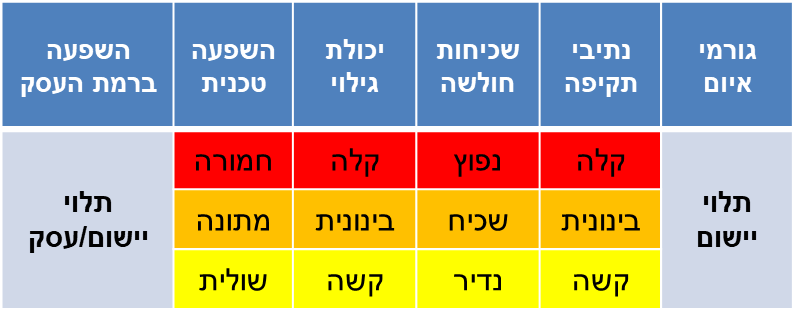 גורמי איום
נתיבי תקיפה
שכיחות חולשה
יכולת גילוי
השפעה טכנית
השפעה ברמת העסק
תלוי יישום
קלה
נפוץ
קלה
חמורה
תלוי יישום/עסק
בינונית
שכיח
בינונית
מתונה
קשה
נדיר
קשה
שולית